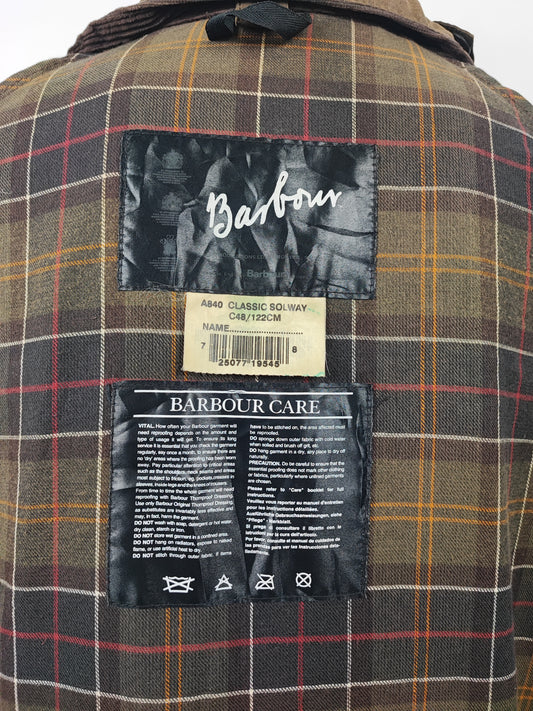 Barbour
Barbour
A840 CLASSIC SOLWAY
C48/122CM
NAME..............................
7 8
25077 19545
BARBOUR CARE
VITAL. How often your Barbour garment will
need reproofing depends on the amount and
type of usage it will get. To ensure its long
service it is essential that you check the garment
regularly, say once a month, to ensure there are
no 'dry' areas where the proofing has been worn
away. Pay particular attention to critical areas
such as the shoulders, neck seams and areas
most subject to friction, eg, pockets, creases in
sleeves, inside legs and the knees of trousers.
From time to time the whole garment will need
reproofing with Barbour Thornproof Dressing.
Use only Barbour Original Thornproof Dressing
as substitutes are invariably less effective and
may, in fact, harm the garment.
DO NOT wash with soap, detergent or hot water,
dry clean, starch or iron.
DO NOT store wet garment in a confined area.
DO NOT hang on radiators, expose to naked
flame, or use artificial heat to dry.
DO NOT stitch through outer fabric. If items
have to be stitched on, the area affected must
be reproofed.
DO sponge down outer fabric with cold water
when soiled and brush off grit, etc.
DO hang garment in a dry, airy place to dry off
naturally.
PRECAUTION. Do be careful to ensure that the
essential proofing does not mark other clothing
or fabrics, particularly where unlined garments
are chosen.
Please refer to "Care" booklet for full
instructions.
Veuillez vous reporter au manuel d'entretien
pour les instructions complètes.
Ausführliche Gebrauchsanweisungen, siehe
"Pflege" - Merkblatt.
Si prega di consultare il libretto con le
istruzioni per la cura dell'articolo.
Por favor, consulte el manual de cuidados de
las prendas para ver las instrucciones detalladas.